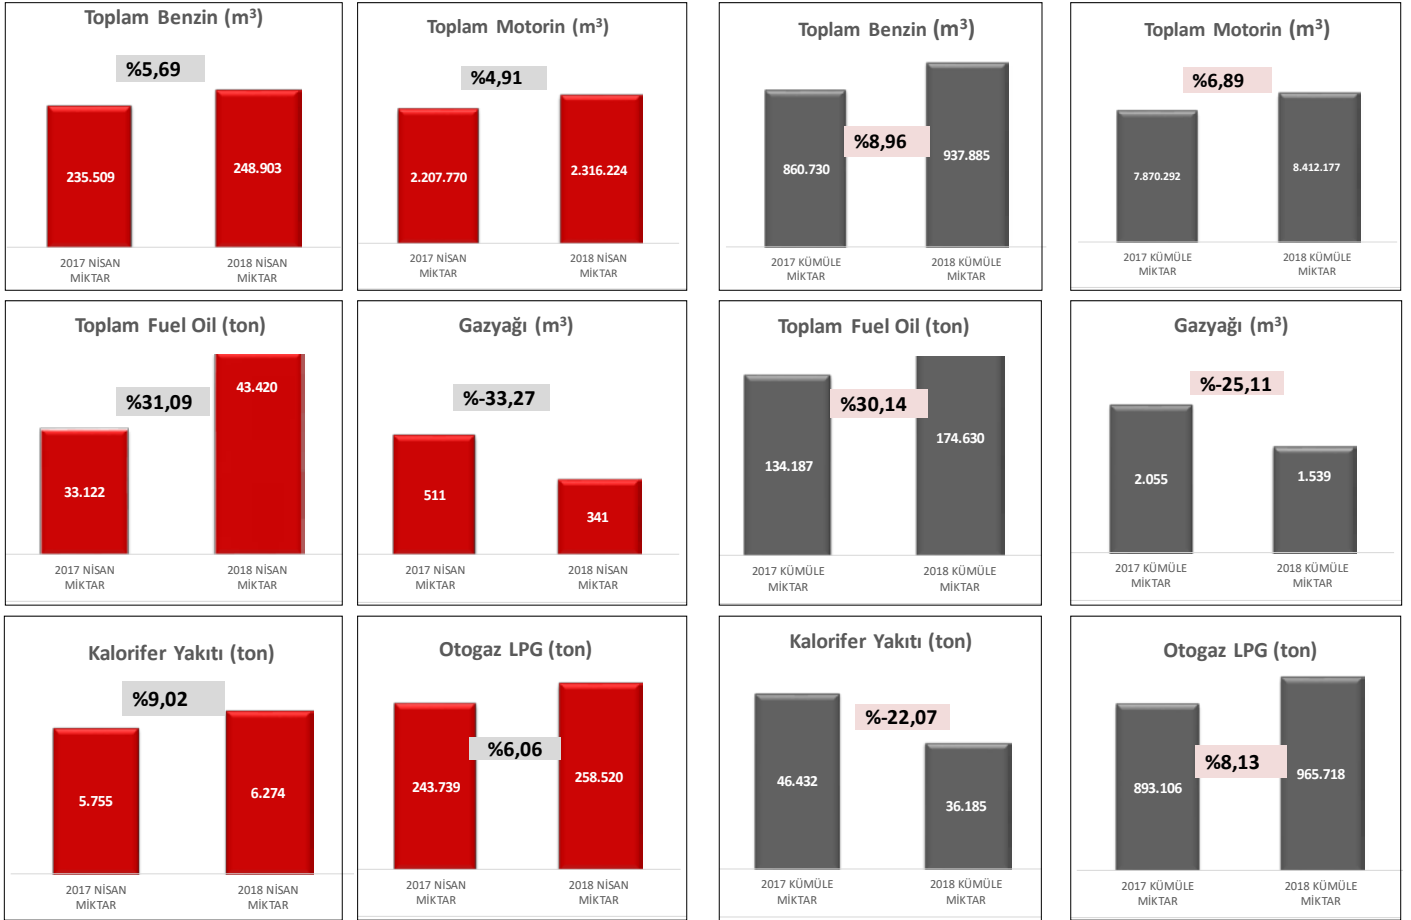 Toplam Benzin (m³)
%5,69
235.509
248.903
2017 NİSAN
MİKTAR
2018 NİSAN
MİKTAR
Toplam Motorin (m³)
%4,91
2.207.770
2.316.224
2017 NİSAN
MİKTAR
2018 NİSAN
MİKTAR
Toplam Benzin (m³)
%8,96
860.730
937.885
2017 KÜMÜLE
MİKTAR
2018 KÜMÜLE
MİKTAR
Toplam Motorin (m³)
%6,89
7.870.292
8.412.177
2017 KÜMÜLE
MİKTAR
2018 KÜMÜLE
MİKTAR
Toplam Fuel Oil (ton)
%31,09
33.122
43.420
2017 NİSAN
MİKTAR
2018 NİSAN
MİKTAR
Gazyağı (m³)
%-33,27
511
341
2017 NİSAN
MİKTAR
2018 NİSAN
MİKTAR
Toplam Fuel Oil (ton)
%30,14
134.187
174.630
2017 KÜMÜLE
MİKTAR
2018 KÜMÜLE
MİKTAR
Gazyağı (m³)
%-25,11
2.055
1.539
2017 KÜMÜLE
MİKTAR
2018 KÜMÜLE
MİKTAR
Kalorifer Yakıtı (ton)
%9,02
5.755
6.274
2017 NİSAN
MİKTAR
2018 NİSAN
MİKTAR
Otogaz LPG (ton)
%6,06
243.739
258.520
2017 NİSAN
MİKTAR
2018 NİSAN
MİKTAR
Kalorifer Yakıtı (ton)
%-22,07
46.432
36.185
2017 KÜMÜLE
MİKTAR
2018 KÜMÜLE
MİKTAR
Otogaz LPG (ton)
%8,13
893.106
965.718
2017 KÜMÜLE
MİKTAR
2018 KÜMÜLE
MİKTAR